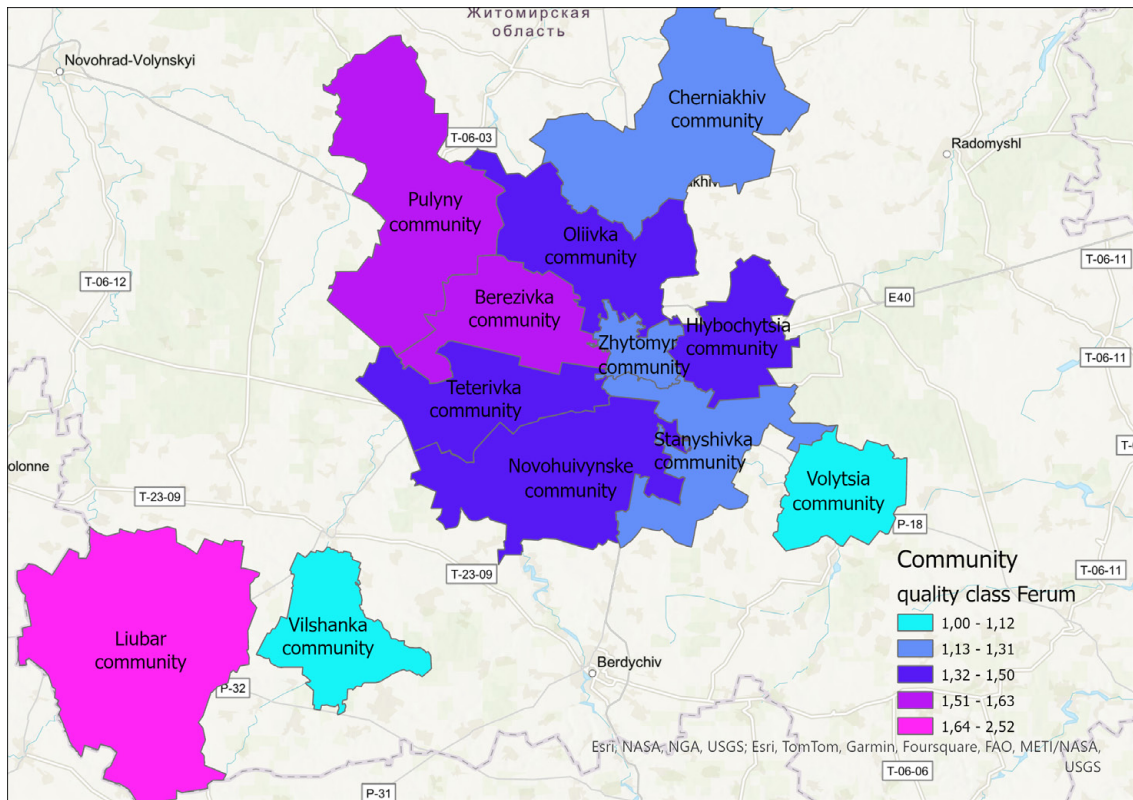 Житомирская
область
Novohrad-Volynskyi
Cherniakhiv
community
T-06-03
Radomyshl
Pulyny
community
Oliivka
community
T-06-11
T-06-12
E40
Berezivka
community
Hlybochytsia
community
Zhytomyr
community
T-06-11
Teterivka
community
Stanyshivka
community
Novohuivynske
community
Volytsia
community
olonne
T-23-09
P-18
T-23-09
T-06-11
Community
quality class Ferum
1,00 - 1,12
1,13 - 1,31
1,32 - 1,50
1,51 - 1,63
1,64 - 2,52
Liubar
community
Vilshanka
community
Berdychiv
P-32
Esri, NASA, NGA, USGS; Esri, TomTom, Garmin, Foursquare, FAO, METI/NASA,
USGS
T-06-06
P-31